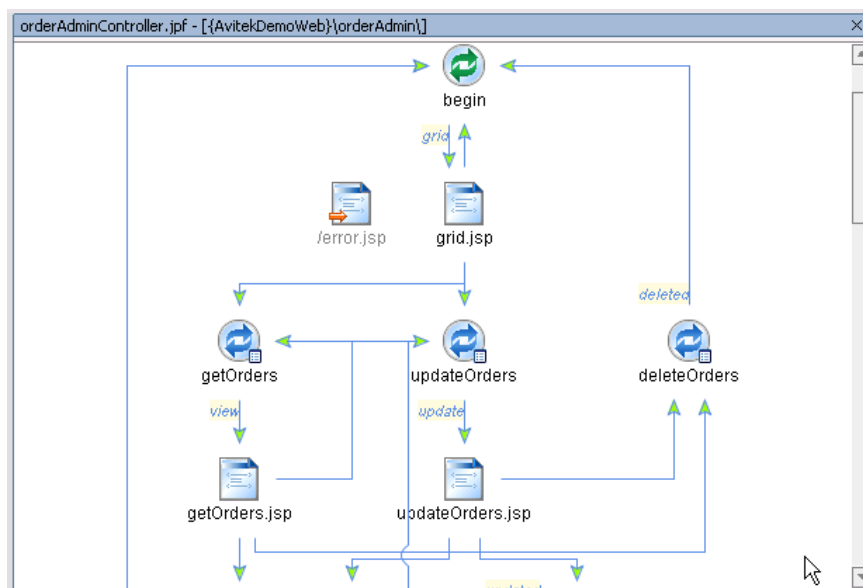 orderAdminController.jpf - [{AvitekDemoWeb}\orderAdmin\]
begin
grid
/error.jsp
grid.jsp
deleted
getOrders
updateOrders
deleteOrders
view
update
getOrders.jsp
updateOrders.jsp